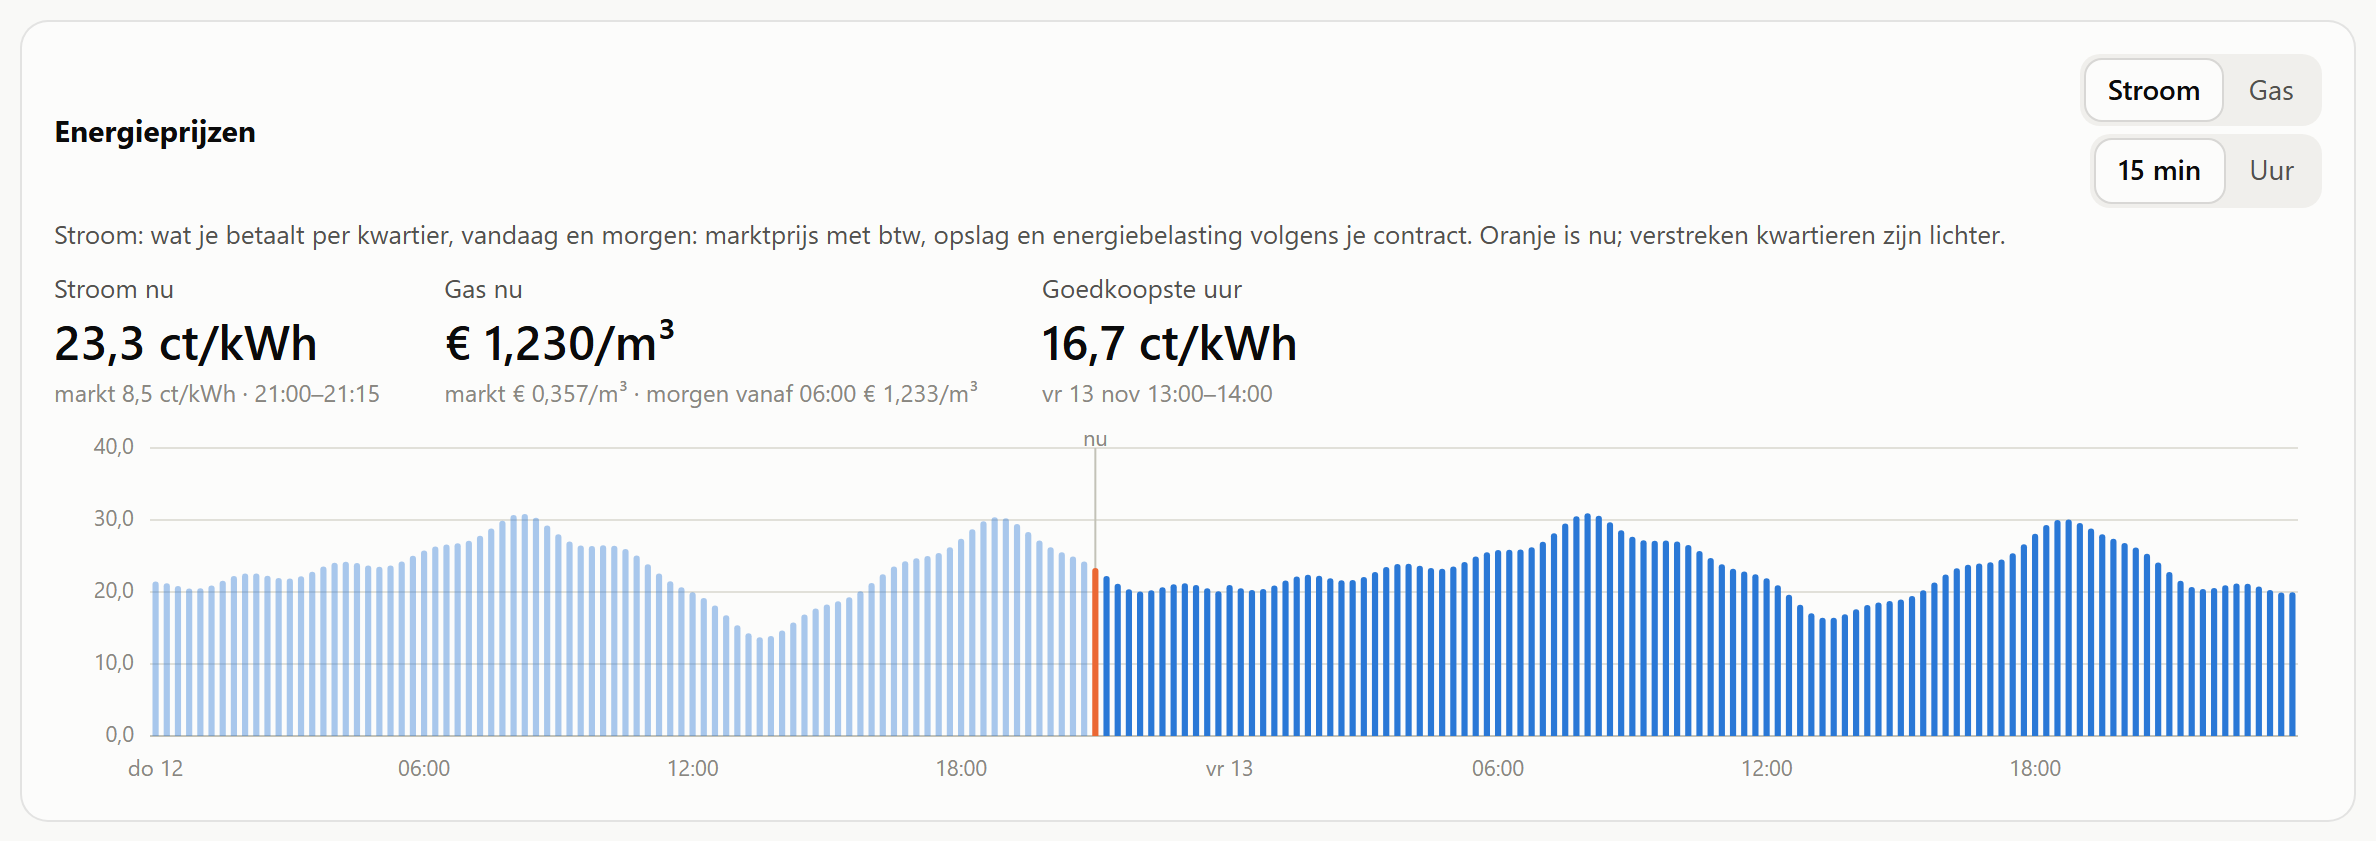 Stroom Gas
Energieprijzen
15 min Uur
Stroom: wat je betaalt per kwartier, vandaag en morgen: marktprijs met btw, opslag en energiebelasting volgens je contract. Oranje is nu; verstreken kwartieren zijn lichter.
Stroom nu Gas nu Goedkoopste uur
23,3 ct/kWh € 1,230/m³ 16,7 ct/kWh
markt 8,5 ct/kWh · 21:00–21:15 markt € 0,357/m³ · morgen vanaf 06:00 € 1,233/m³ vr 13 nov 13:00–14:00
nu
40,0
30,0
20,0
10,0
0,0
do 12 06:00 12:00 18:00 vr 13 06:00 12:00 18:00